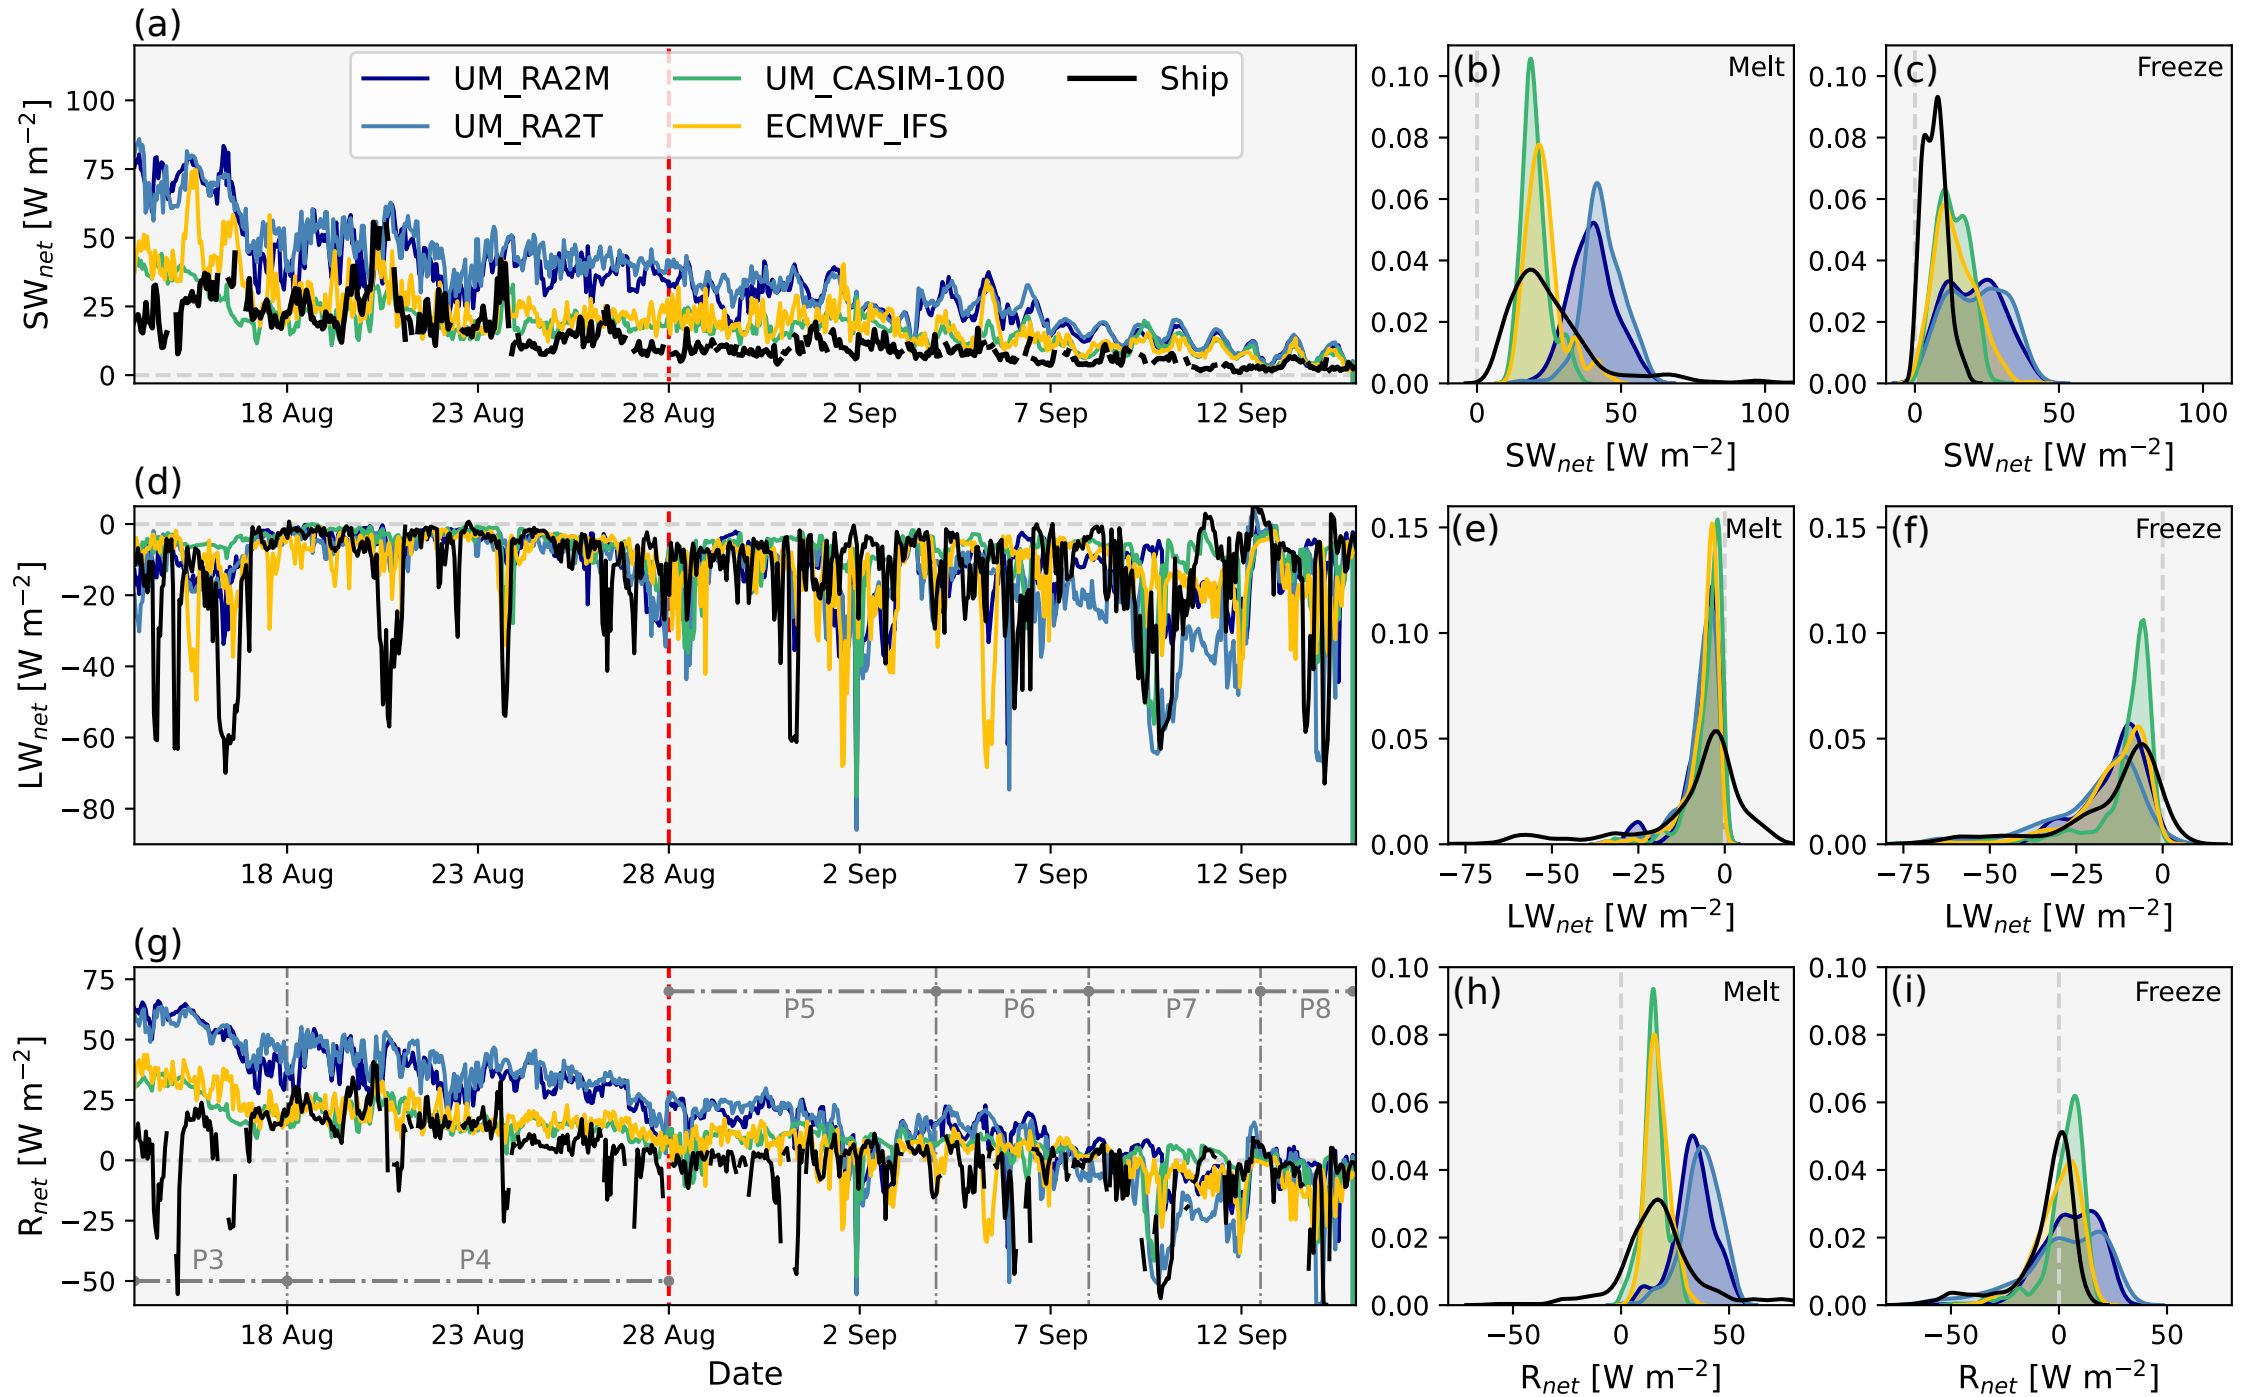 (a)
SW_net [W m−2]
100
75
50
25
0
UM_RA2M
UM_RA2T
UM_CASIM-100
ECMWF_IFS
Ship
18 Aug 23 Aug 28 Aug 2 Sep 7 Sep 12 Sep
(b) Melt
0.10
0.08
0.06
0.04
0.02
0.00
0 50 100
SW_net [W m−2]
(c) Freeze
0.10
0.08
0.06
0.04
0.02
0.00
0 50 100
SW_net [W m−2]
(d)
LW_net [W m−2]
0
−20
−40
−60
−80
18 Aug 23 Aug 28 Aug 2 Sep 7 Sep 12 Sep
(e) Melt
0.15
0.10
0.05
0.00
−75 −50 −25 0
LW_net [W m−2]
(f) Freeze
0.15
0.10
0.05
0.00
−75 −50 −25 0
LW_net [W m−2]
(g)
R_net [W m−2]
75
50
25
0
−25
−50
P5 P6 P7 P8
P3 P4
18 Aug 23 Aug 28 Aug 2 Sep 7 Sep 12 Sep
Date
(h) Melt
0.10
0.08
0.06
0.04
0.02
0.00
−50 0 50
R_net [W m−2]
(i) Freeze
0.10
0.08
0.06
0.04
0.02
0.00
−50 0 50
R_net [W m−2]